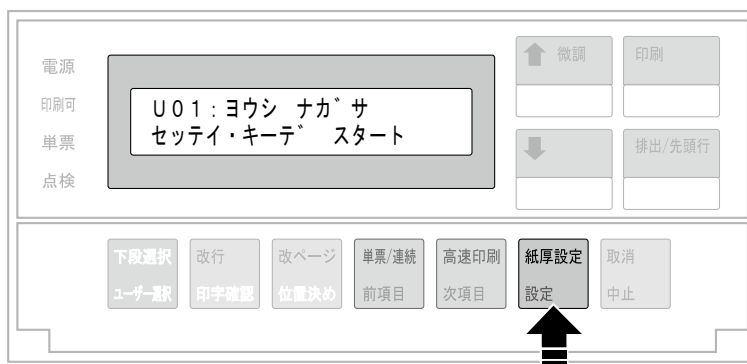 電源
印刷可
単票
点検
U01:ヨウシ ナガ゛サ
セッテイ・キーデ゛ スタート
微調
印刷
排出/先頭行
下段選択
ユーザー選択
改行
印字確認
改ページ
位置決め
単票/連続
前項目
高速印刷
次項目
紙厚設定
設定
取消
中止